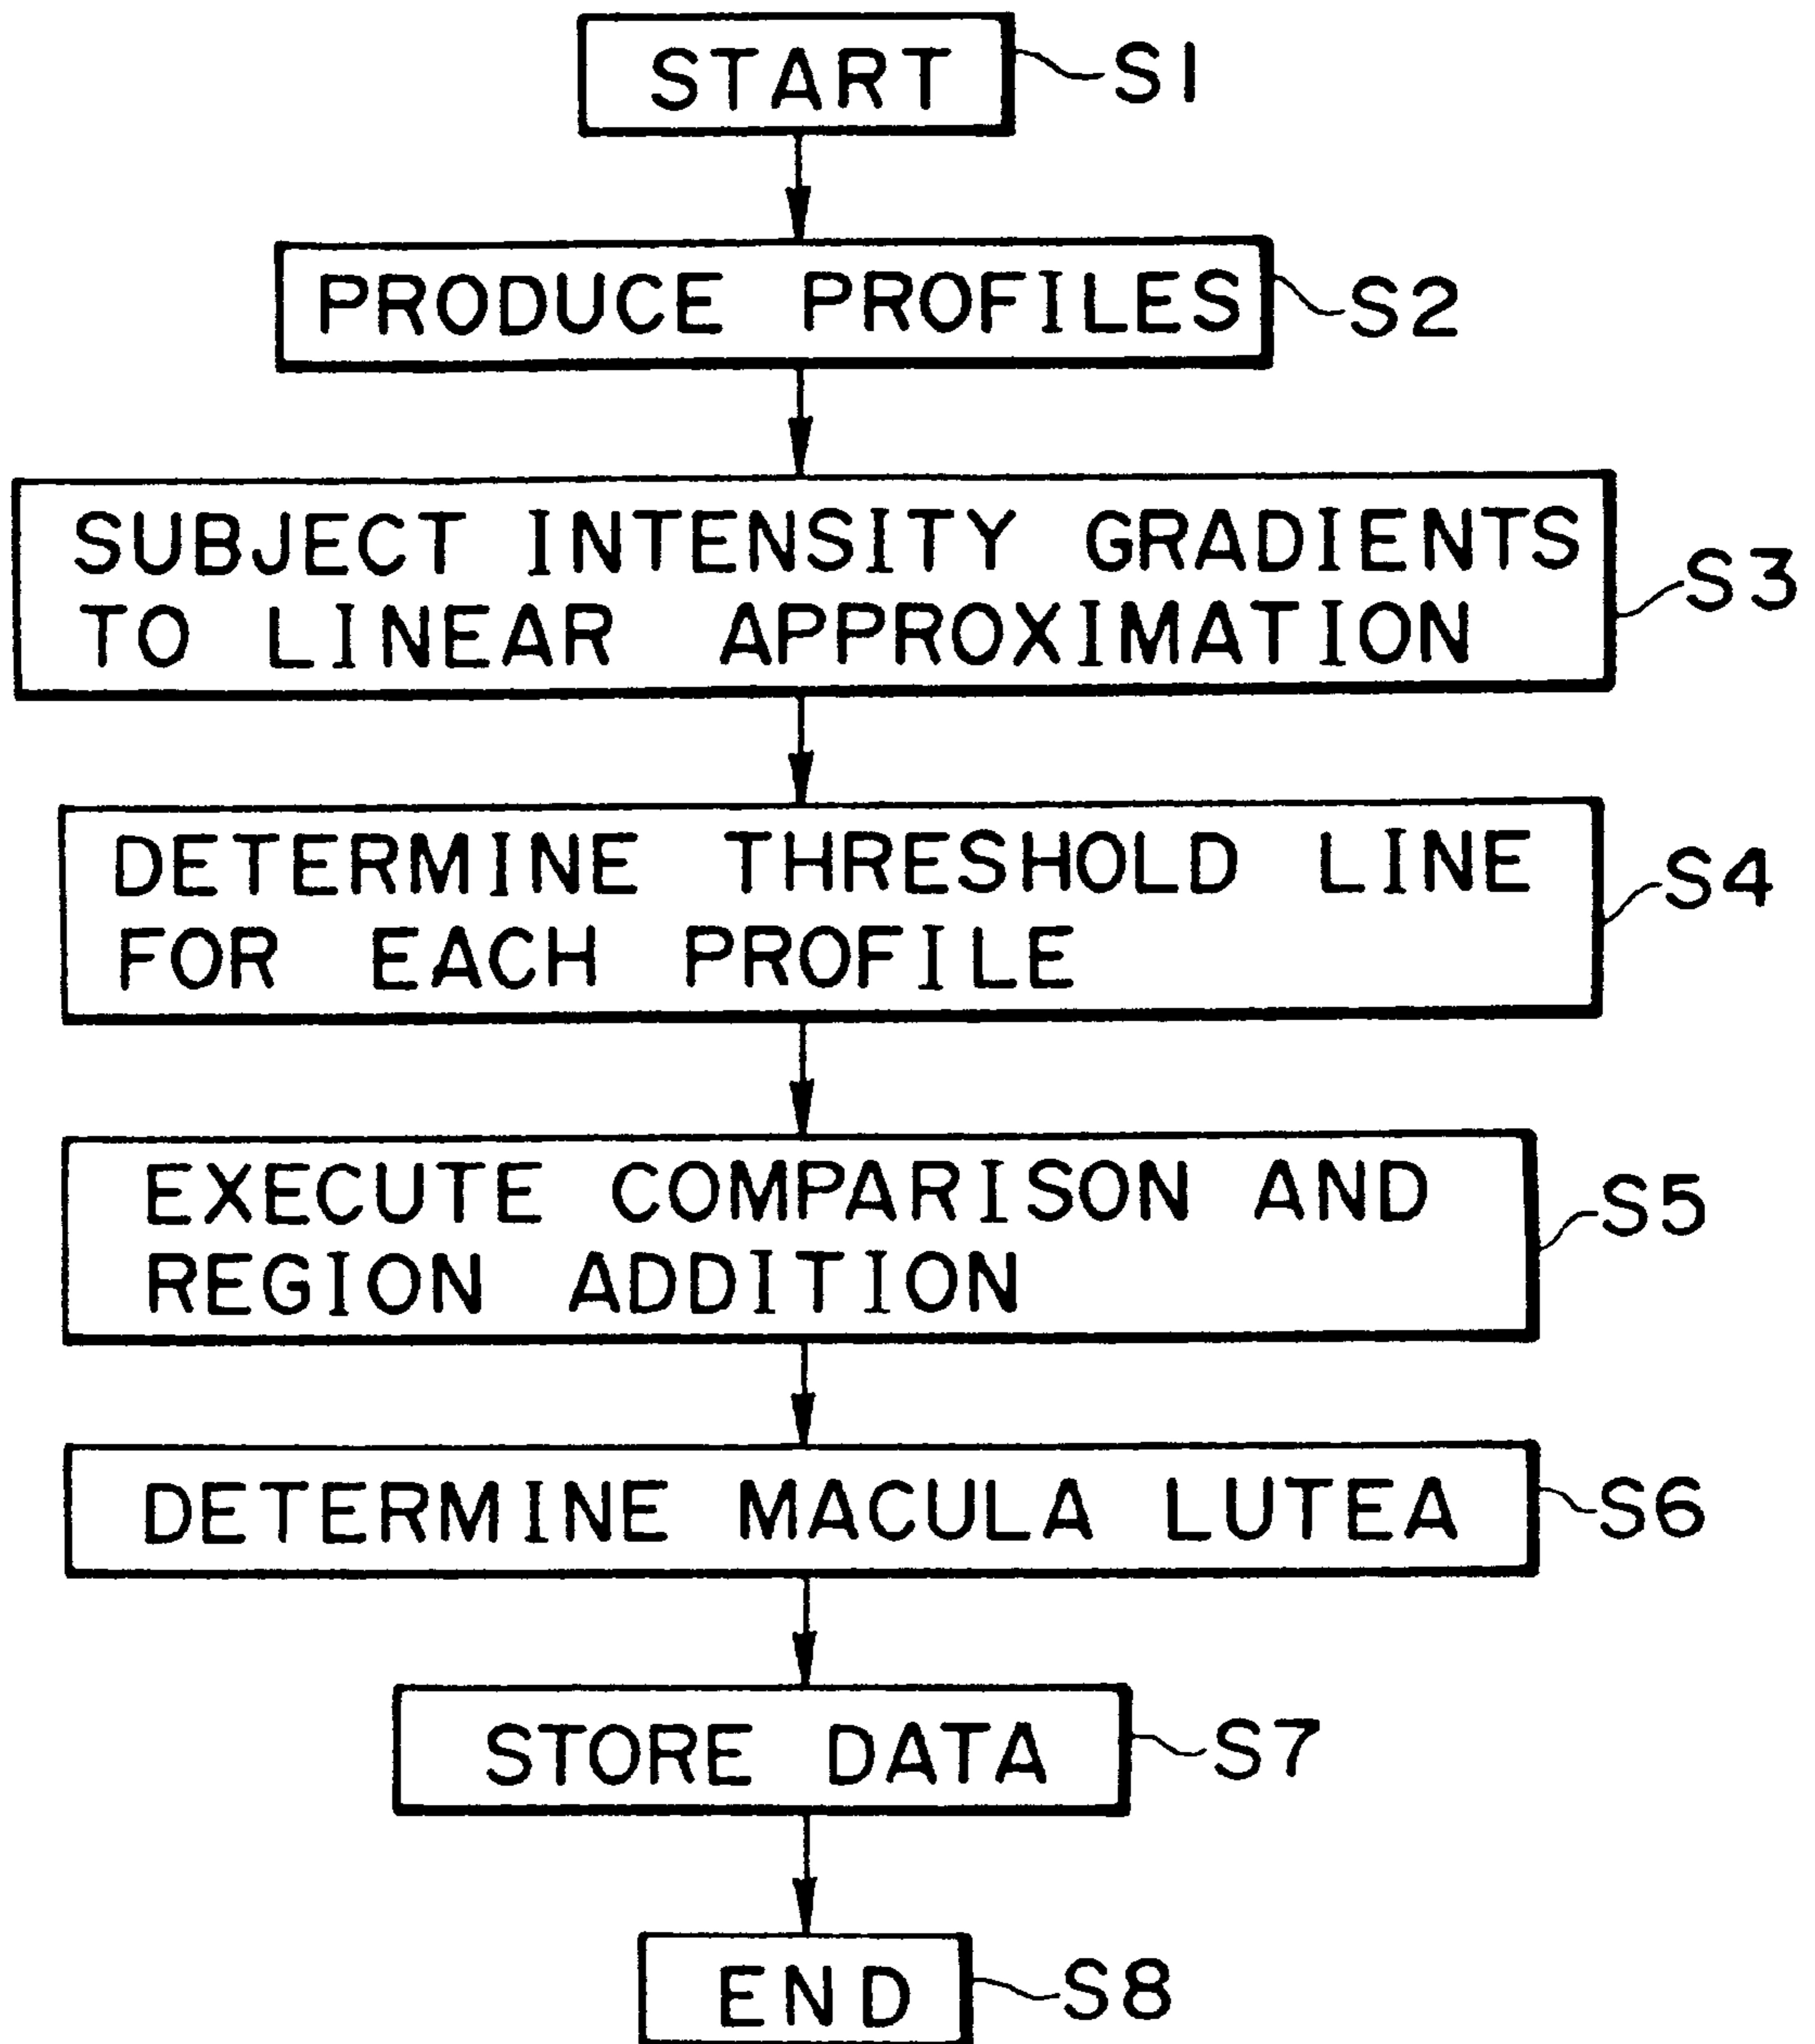 START
S1
PRODUCE PROFILES
S2
SUBJECT INTENSITY GRADIENTS
TO LINEAR APPROXIMATION
S3
DETERMINE THRESHOLD LINE
FOR EACH PROFILE
S4
EXECUTE COMPARISON AND
REGION ADDITION
S5
DETERMINE MACULA LUTEA
S6
STORE DATA
S7
END
S8